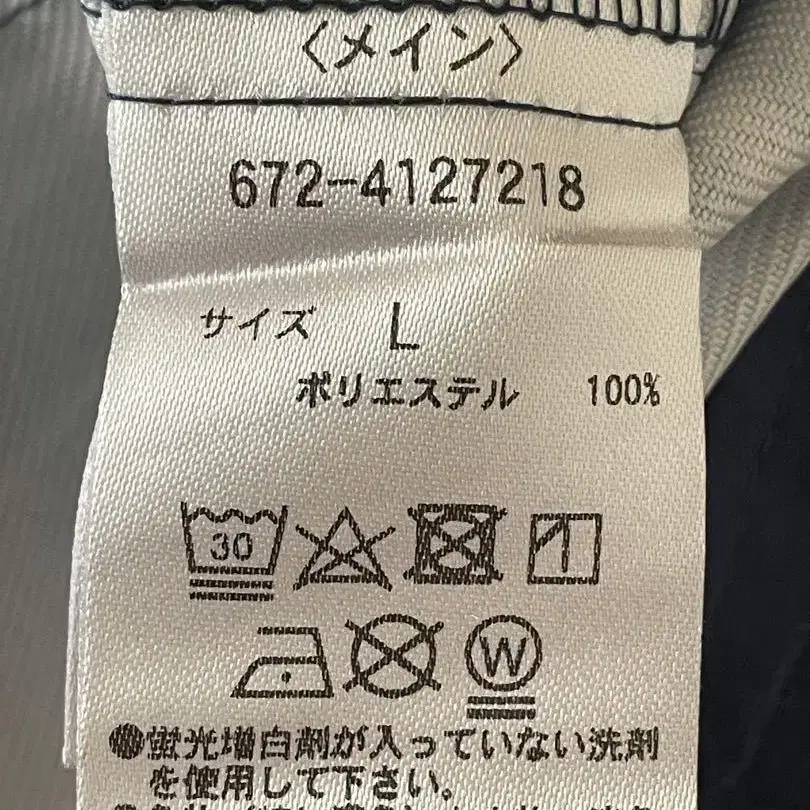 〈メイン〉
672-4127218
サイズ L
ポリエステル 100%
30
W
●蛍光増白剤が入っていない洗剤
を使用して下さい。